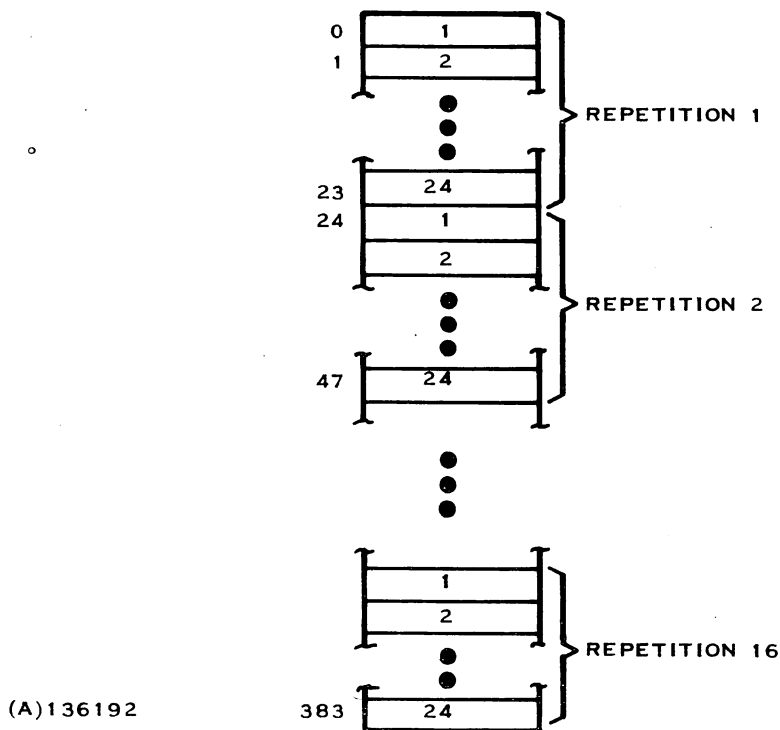 0 1
1 2
REPETITION 1
23 24
24 1
2
REPETITION 2
47 24
1
2
REPETITION 16
(A)136192 383 24